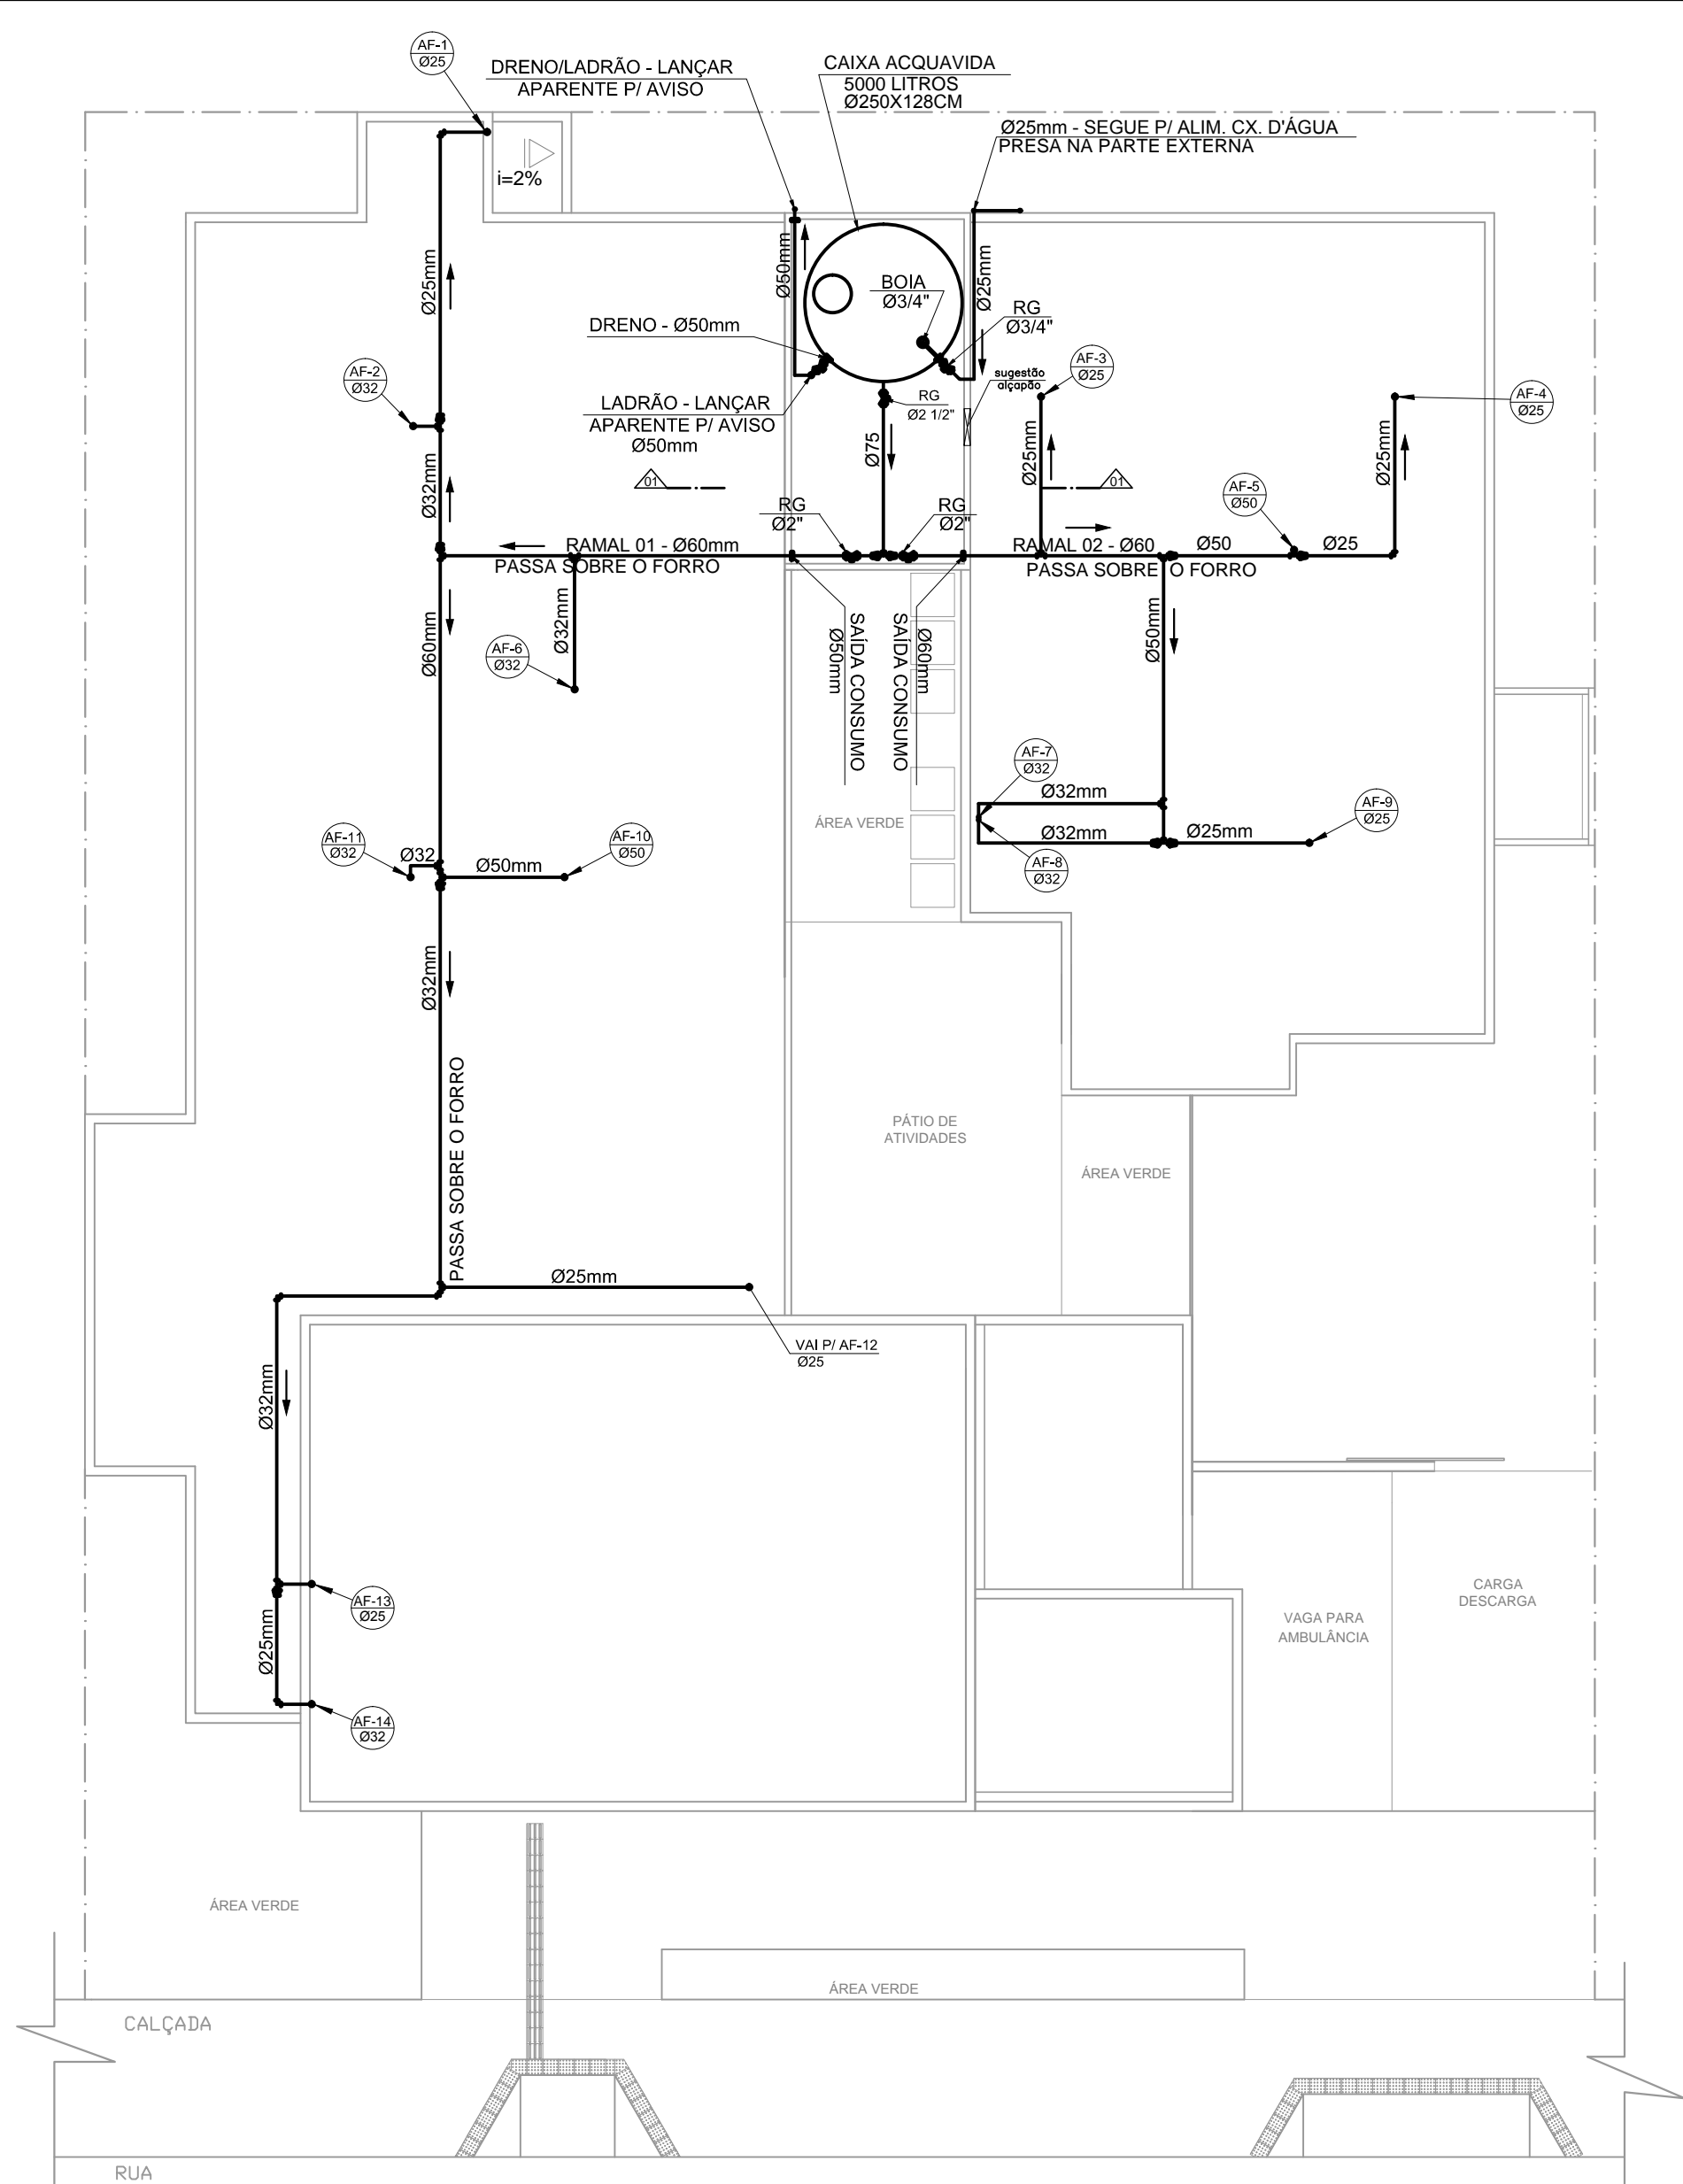 AF-1
Ø25
DRENO/LADRÃO - LANÇAR
APARENTE P/ AVISO
CAIXA ACQUAVIDA
5000 LITROS
Ø250X128CM
Ø25mm - SEGUE P/ ALIM. CX. D'ÁGUA
PRESA NA PARTE EXTERNA
i=2%
Ø25mm
Ø50mm
BOIA
Ø3/4"
Ø25mm
RG
Ø3/4"
DRENO - Ø50mm
AF-2
Ø32
AF-3
Ø25
sugestão
alçapão
AF-4
Ø25
LADRÃO - LANÇAR
APARENTE P/ AVISO
Ø50mm
RG
Ø2 1/2"
Ø75
Ø32mm
Ø25mm
Ø25mm
01
01
AF-5
Ø50
RG
Ø2"
RG
Ø2"
RAMAL 01 - Ø60mm
PASSA SOBRE O FORRO
RAMAL 02 - Ø60
PASSA SOBRE O FORRO
Ø50
Ø25
Ø60mm
Ø32mm
AF-6
Ø32
SAÍDA CONSUMO
Ø50mm
SAÍDA CONSUMO
Ø60mm
Ø50mm
AF-7
Ø32
Ø32mm
ÁREA VERDE
AF-9
Ø25
Ø32mm
Ø25mm
AF-8
Ø32
AF-11
Ø32
Ø32
Ø50mm
AF-10
Ø50
Ø32mm
PASSA SOBRE O FORRO
PÁTIO DE
ATIVIDADES
ÁREA VERDE
Ø25mm
VAI P/ AF-12
Ø25
Ø32mm
AF-13
Ø25
Ø25mm
AF-14
Ø32
CARGA
DESCARGA
VAGA PARA
AMBULÂNCIA
ÁREA VERDE
ÁREA VERDE
CALÇADA
RUA